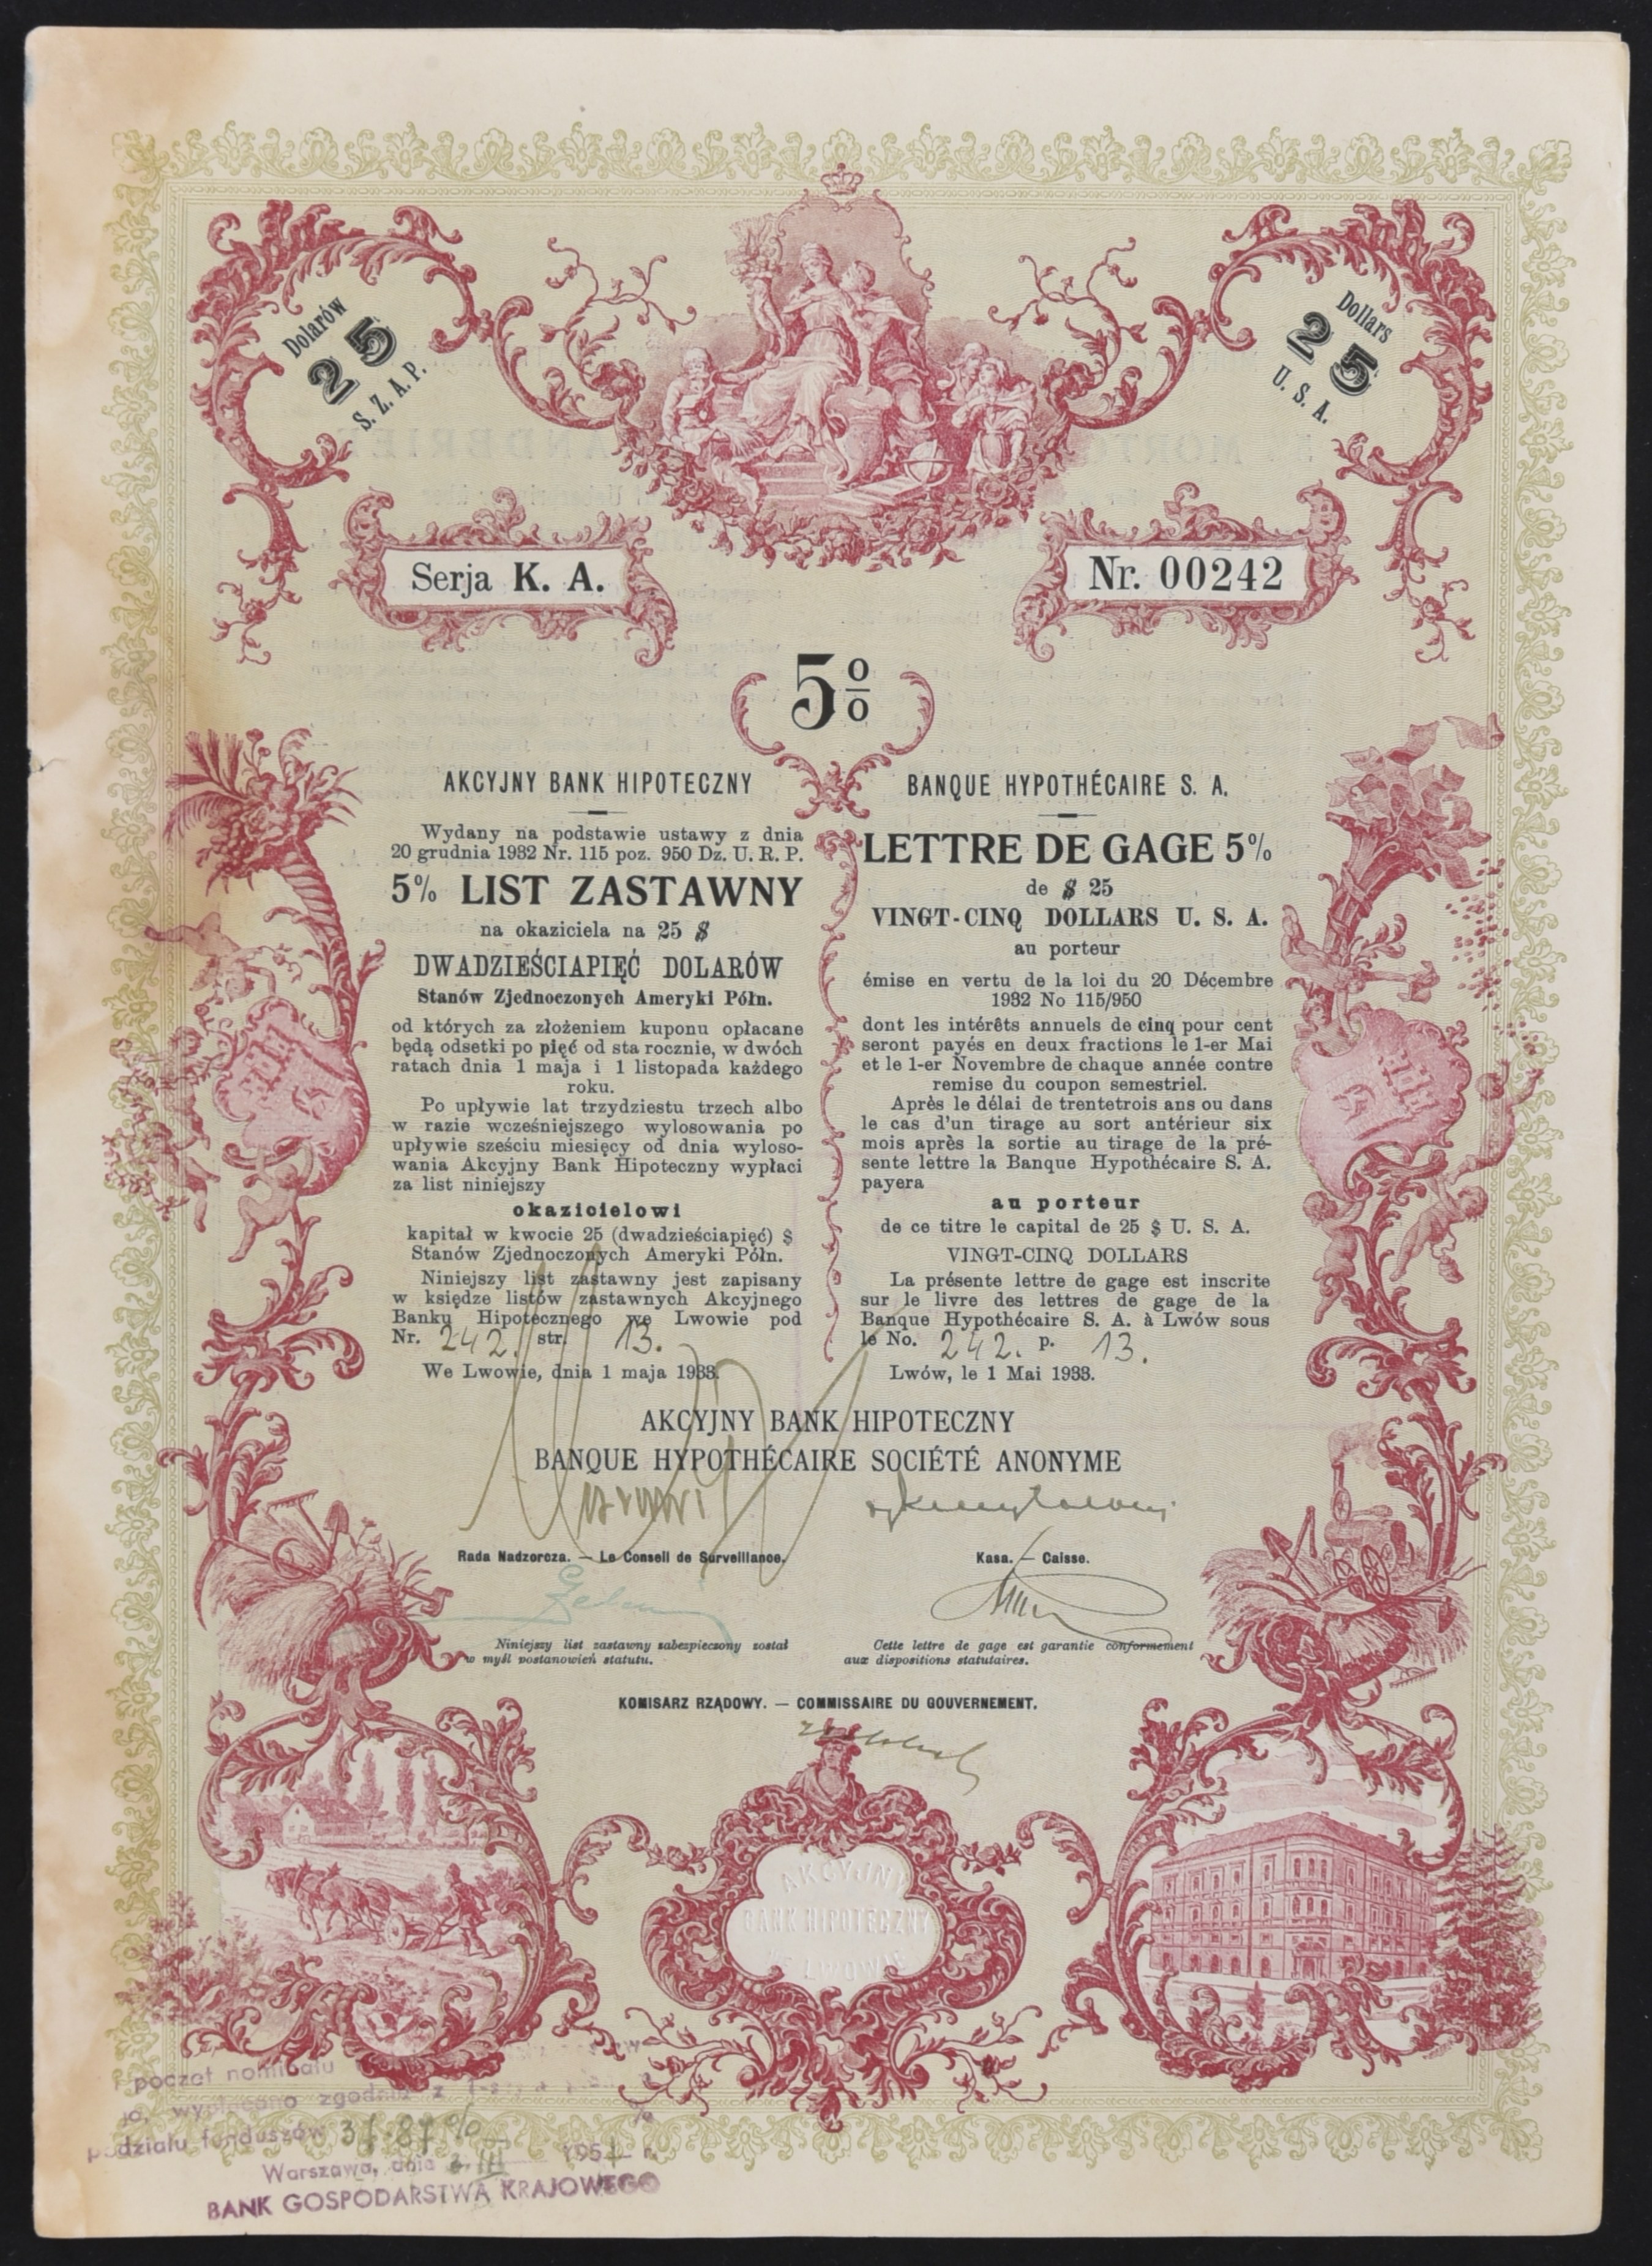 Dolarów
25
S. Z. A. P.
Dollars
25
U. S. A.
Serja K. A.
Nr. 00242
5%
AKCYJNY BANK HIPOTECZNY
Wydany na podstawie ustawy z dnia
20 grudnia 1932 Nr. 115 poz. 950 Dz. U. R. P.
5% LIST ZASTAWNY
na okaziciela na 25 $
DWADZIEŚCIAPIĘĆ DOLARÓW
Stanów Zjednoczonych Ameryki Półn.
od których za złożeniem kuponu opłacane
będą odsetki po pięć od sta rocznie, w dwóch
ratach dnia 1 maja i 1 listopada każdego
roku.
Po upływie lat trzydziestu trzech albo
w razie wcześniejszego wylosowania po
upływie sześciu miesięcy od dnia wyloso-
wania Akcyjny Bank Hipoteczny wypłaci
za list niniejszy
okazicielowi
kapitał w kwocie 25 (dwadzieściapięć) $
Stanów Zjednoczonych Ameryki Półn.
Niniejszy list zastawny jest zapisany
w księdze listów zastawnych Akcyjnego
Banku Hipotecznego we Lwowie pod
Nr. 242. str. 13.
We Lwowie, dnia 1 maja 1933.
BANQUE HYPOTHÉCAIRE S. A.
LETTRE DE GAGE 5%
de $ 25
VINGT-CINQ DOLLARS U. S. A.
au porteur
émise en vertu de la loi du 20 Décembre
1932 No 115/950
dont les intérêts annuels de cinq pour cent
seront payés en deux fractions le 1-er Mai
et le 1-er Novembre de chaque année contre
remise du coupon semestriel.
Après le délai de trentetrois ans ou dans
le cas d'un tirage au sort antérieur six
mois après la sortie au tirage de la pré-
sente lettre la Banque Hypothécaire S. A.
payera
au porteur
de ce titre le capital de 25 $ U. S. A.
VINGT-CINQ DOLLARS
La présente lettre de gage est inscrite
sur le livre des lettres de gage de la
Banque Hypothécaire S. A. à Lwów sous
le No. 242. p. 13.
Lwów, le 1 Mai 1933.
AKCYJNY BANK HIPOTECZNY
BANQUE HYPOTHÉCAIRE SOCIÉTÉ ANONYME
Rada Nadzorcza. — Le Conseil de Surveillance.
Kasa. — Caisse.
Niniejszy list zastawny zabezpieczony został
w myśl postanowień statutu.
Cette lettre de gage est garantie conformement
aux dispositions statutaires.
KOMISARZ RZĄDOWY. — COMMISSAIRE DU GOUVERNEMENT.
AKCYJNY
BANK HIPOTECZNY
WE LWOWIE
poczet nominału
wypłacono zgodnie z
podziału funduszów 37.87%
Warszawa, dnia
BANK GOSPODARSTWA KRAJOWEGO